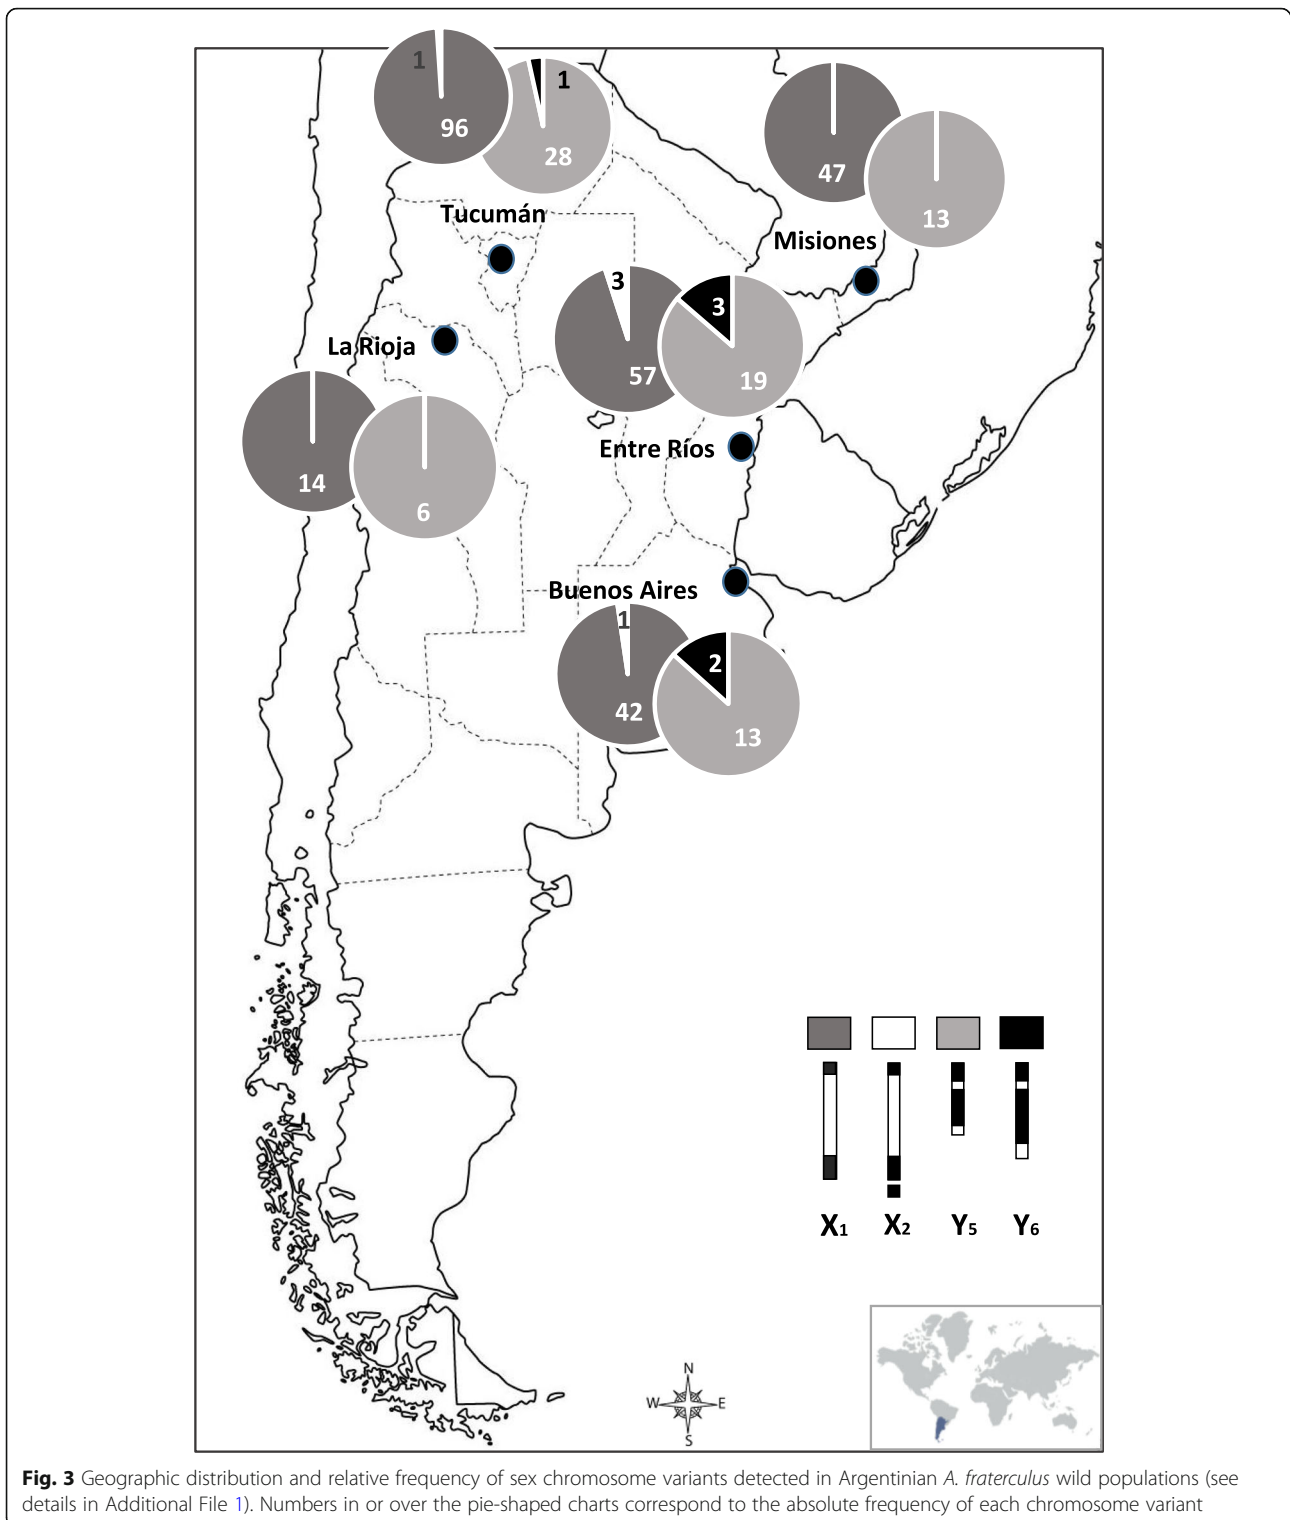 1
96
1
28
47
13
Tucumán
Misiones
3
57
3
19
La Rioja
14
6
Entre Ríos
Buenos Aires
1
42
2
13
X1 X2 Y5 Y6
N
W E
S
Fig. 3 Geographic distribution and relative frequency of sex chromosome variants detected in Argentinian A. fraterculus wild populations (see
details in Additional File 1). Numbers in or over the pie-shaped charts correspond to the absolute frequency of each chromosome variant